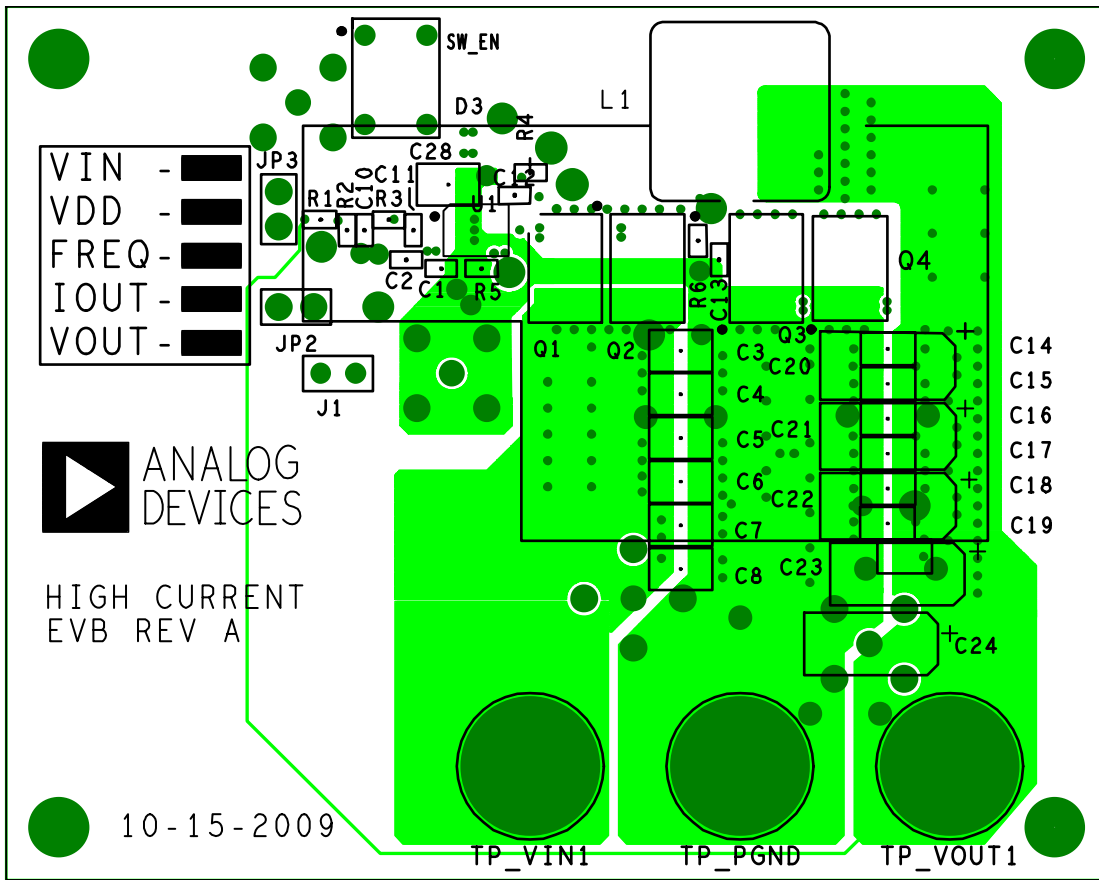 SW_EN
L1
D3
R4
VIN -
VDD -
FREQ-
IOUT-
VOUT-
JP3
C28
C11
C12
R1
R2
C10
R3
U1
C2
C1
R5
JP2
J1
Q1
Q2
R6
C13
Q3
Q4
C3
C4
C5
C6
C7
C8
C20
C21
C22
C23
C24
+
+
+
+
+
C14
C15
C16
C17
C18
C19
ANALOG
DEVICES
HIGH CURRENT
EVB REV A
10-15-2009
TP_VIN1
TP_PGND
TP_VOUT1